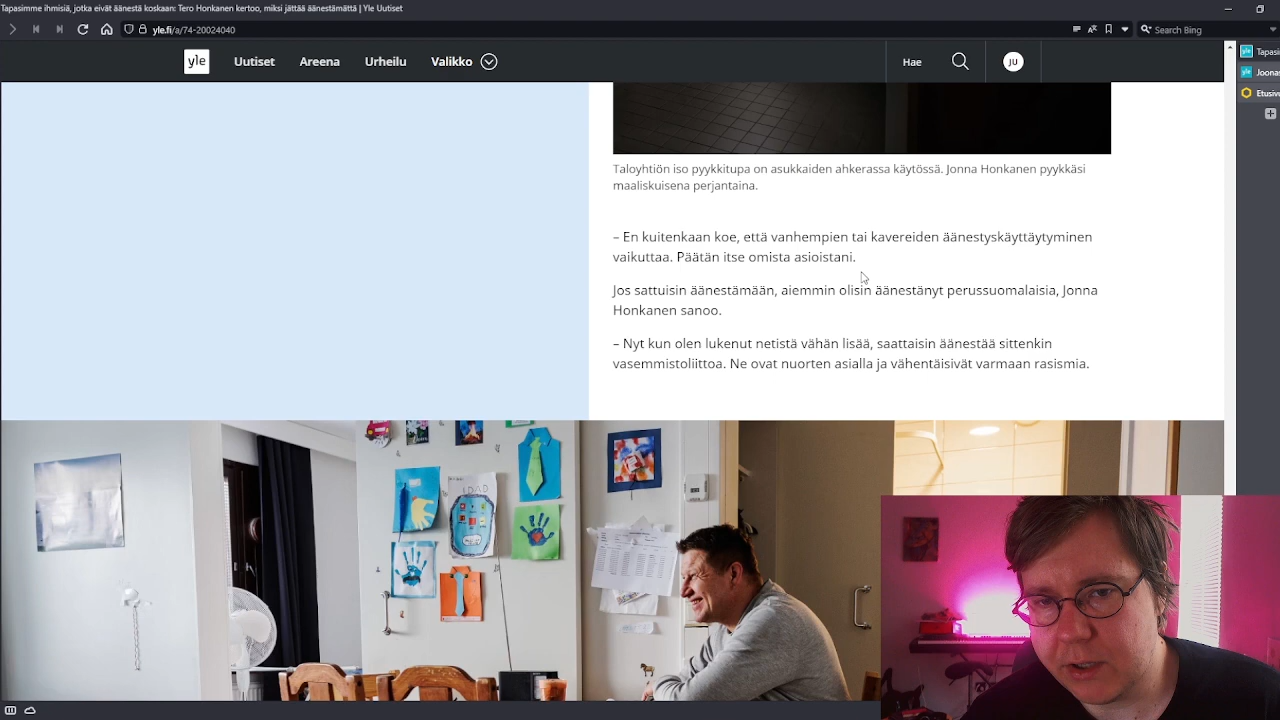 Tapasimme ihmisiä, jotka eivät äänestä koskaan: Tero Honkanen kertoo, miksi jättää äänestämättä | Yle Uutiset
yle.fi/a/74-20024040
Search Bing
yle
Uutiset
Areena
Urheilu
Valikko
Hae
JU
Tapasi
Joonas
Etusivu
Taloyhtiön iso pyykkitupa on asukkaiden ahkerassa käytössä. Jonna Honkanen pyykkäsi
maaliskuisena perjantaina.
– En kuitenkaan koe, että vanhempien tai kavereiden äänestyskäyttäytyminen
vaikuttaa. Päätän itse omista asioistani.
Jos sattuisin äänestämään, aiemmin olisin äänestänyt perussuomalaisia, Jonna
Honkanen sanoo.
– Nyt kun olen lukenut netistä vähän lisää, saattaisin äänestää sittenkin
vasemmistoliittoa. Ne ovat nuorten asialla ja vähentäisivät varmaan rasismia.